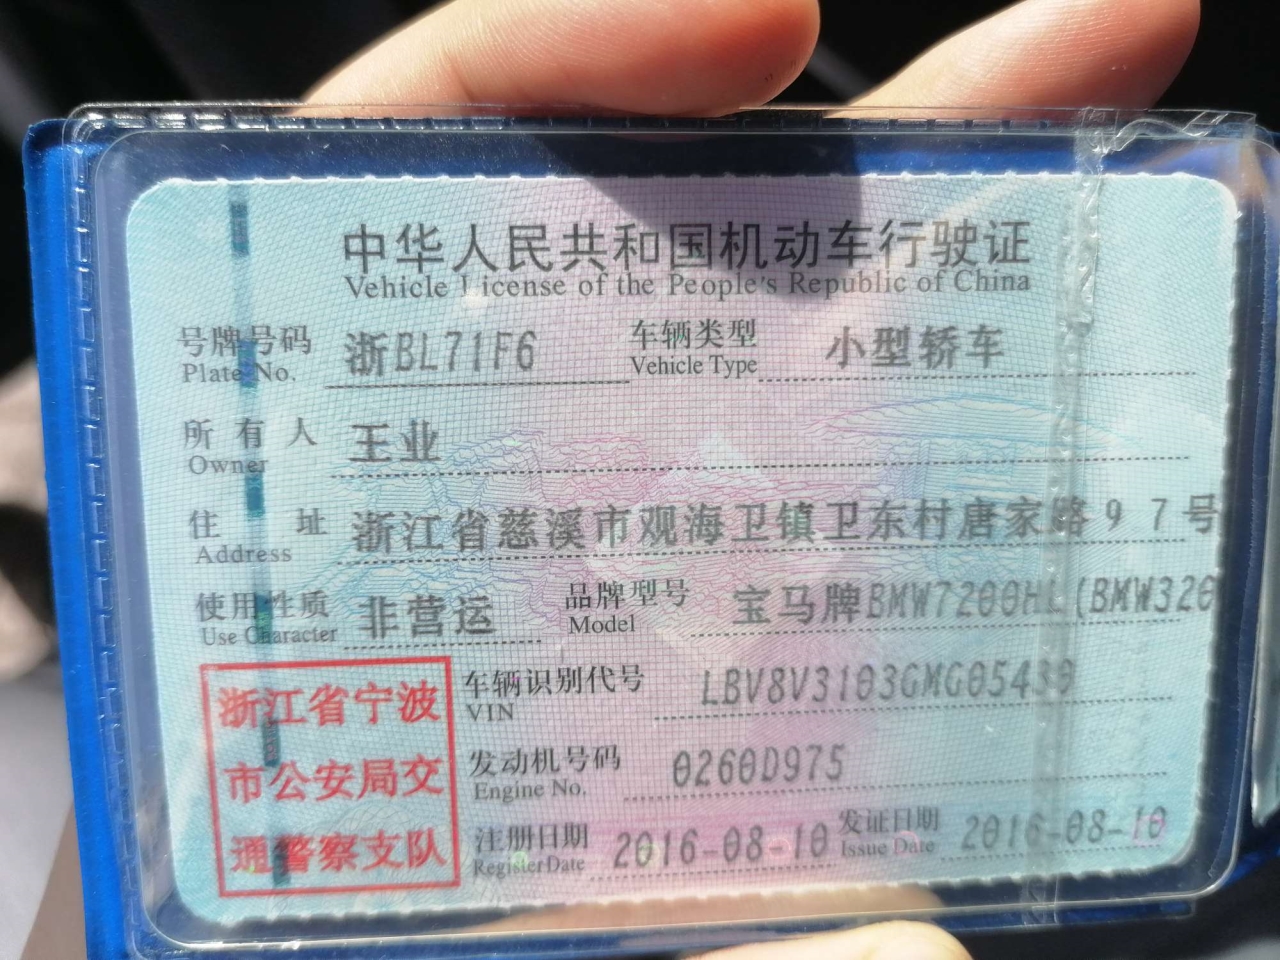 中华人民共和国机动车行驶证
Vehicle License of the People's Republic of China
号牌号码 浙BL71F6 车辆类型 小型轿车
Plate No. Vehicle Type
所有人 王业
Owner
住址 浙江省慈溪市观海卫镇卫东村唐家路97号
Address
使用性质 非营运 品牌型号 宝马牌BMW7200HL(BMW320
Use Character Model
浙江省宁波
市公安局交
通警察支队
车辆识别代号 LBV8V3103GMG05430
VIN
发动机号码 0260D975
Engine No.
注册日期 2016-08-10 发证日期 2016-08-10
Register Date Issue Date